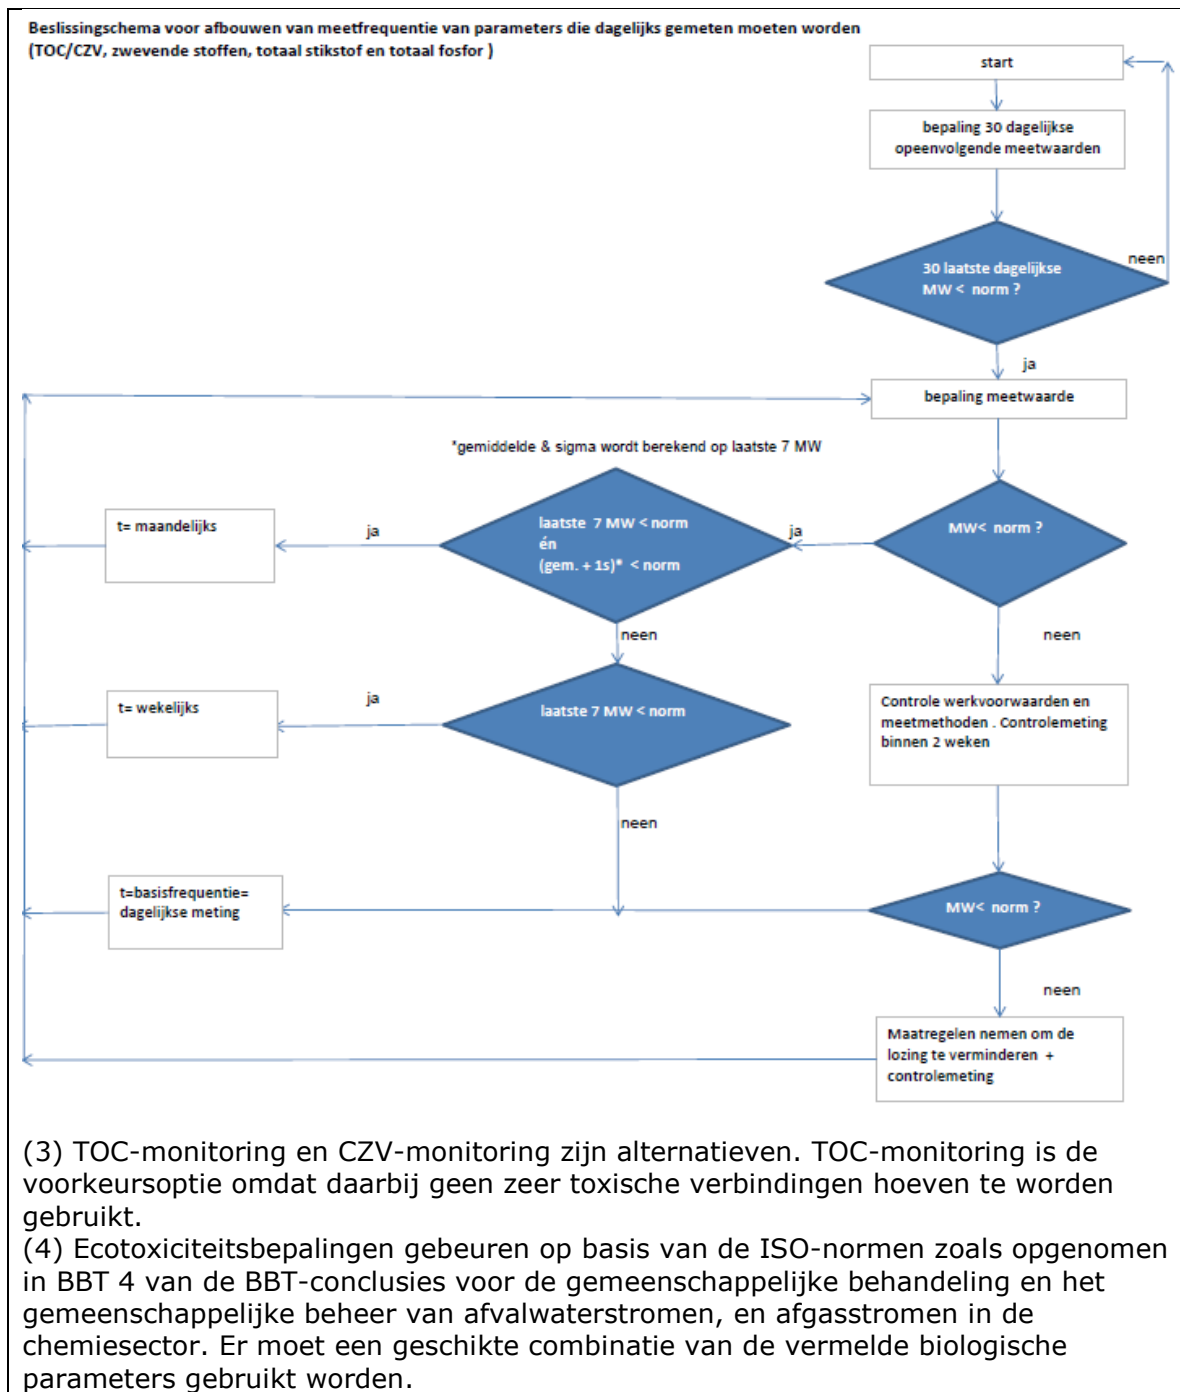 Beslissingschema voor afbouwen van meetfrequentie van parameters die dagelijks gemeten moeten worden
(TOC/CZV, zwevende stoffen, totaal stikstof en totaal fosfor )
start
bepaling 30 dagelijkse
opeenvolgende meetwaarden
30 laatste dagelijkse
MW < norm ?
neen
ja
bepaling meetwaarde
*gemiddelde & sigma wordt berekend op laatste 7 MW
MW< norm ?
ja
laatste 7 MW < norm
én
(gem. + 1s)* < norm
ja
t= maandelijks
neen
neen
laatste 7 MW < norm
ja
t= wekelijks
Controle werkvoorwaarden en
meetmethoden . Controlemeting
binnen 2 weken
neen
t=basisfrequentie=
dagelijkse meting
MW< norm ?
neen
Maatregelen nemen om de
lozing te verminderen +
controlemeting
(3) TOC-monitoring en CZV-monitoring zijn alternatieven. TOC-monitoring is de
voorkeursoptie omdat daarbij geen zeer toxische verbindingen hoeven te worden
gebruikt.
(4) Ecotoxiciteitsbepalingen gebeuren op basis van de ISO-normen zoals opgenomen
in BBT 4 van de BBT-conclusies voor de gemeenschappelijke behandeling en het
gemeenschappelijke beheer van afvalwaterstromen, en afgasstromen in de
chemiesector. Er moet een geschikte combinatie van de vermelde biologische
parameters gebruikt worden.